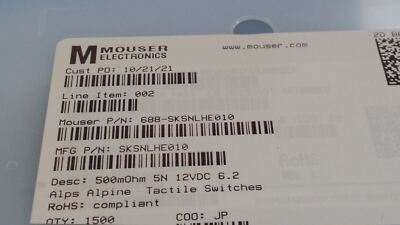 MOUSER
ELECTRONICS
www.mouser.com
Cust PO: 10/21/21
Line Item: 002
Mouser P/N: 688-SKSNLHE010
MFG P/N: SKSNLHE010
Desc: 500mOhm 5N 12VDC 6.2
Alps Alpine Tactile Switches
RoHS: compliant
QTY: 1500 COO: JP
RoHS